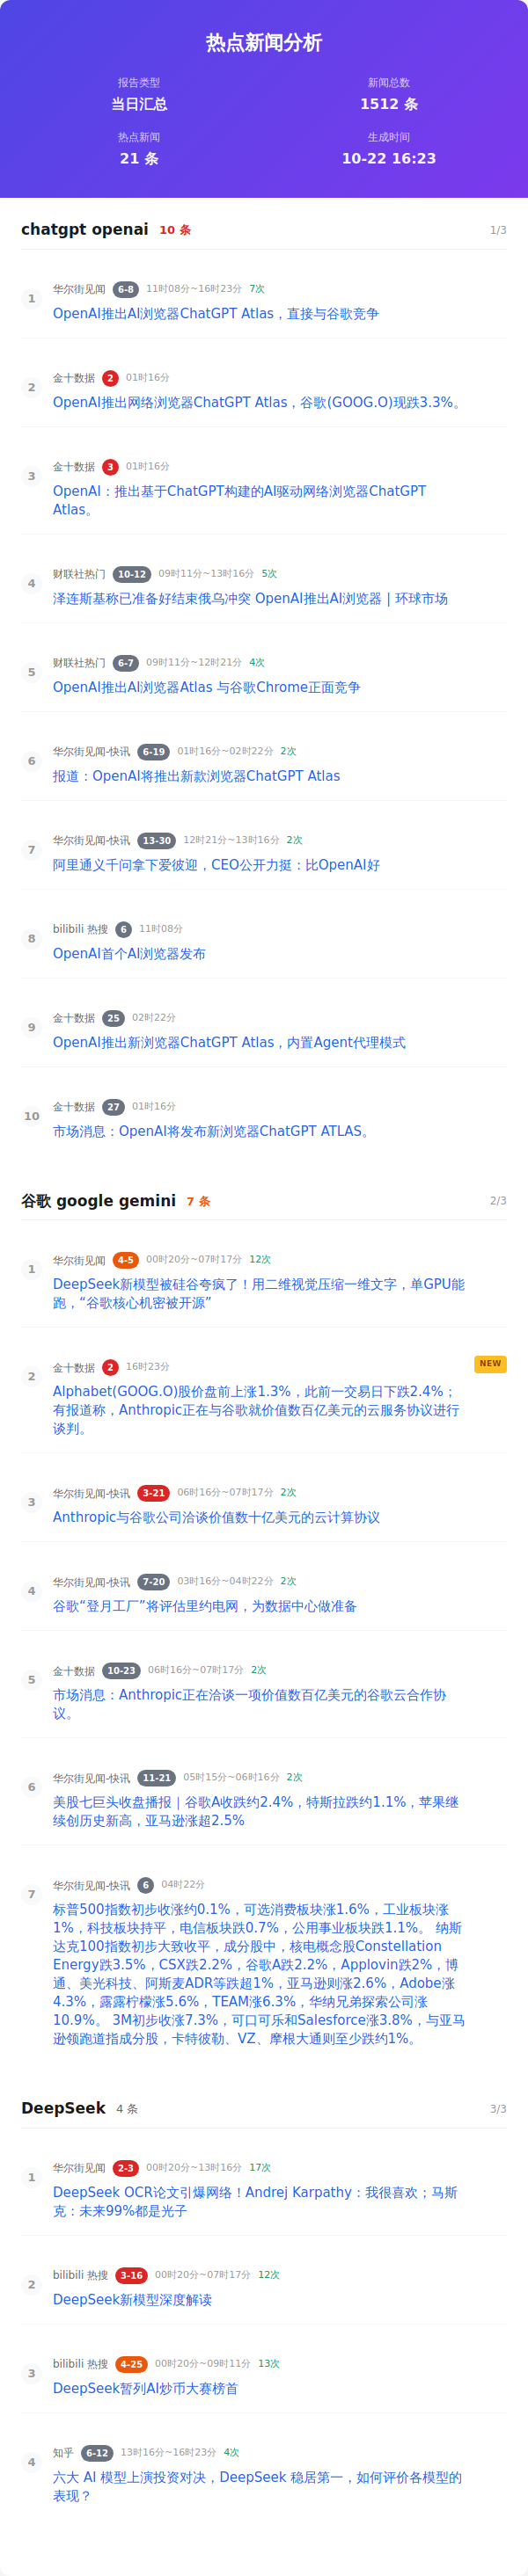 热点新闻分析
报告类型
新闻总数
当日汇总
1512 条
热点新闻
生成时间
21 条
10-22 16:23
chatgpt openai 10 条 1/3
1
华尔街见闻 6-8 11时08分~16时23分 7次
OpenAI推出AI浏览器ChatGPT Atlas，直接与谷歌竞争
2
金十数据 2 01时16分
OpenAI推出网络浏览器ChatGPT Atlas，谷歌(GOOG.O)现跌3.3%。
3
金十数据 3 01时16分
OpenAI：推出基于ChatGPT构建的AI驱动网络浏览器ChatGPT
Atlas。
4
财联社热门 10-12 09时11分~13时16分 5次
泽连斯基称已准备好结束俄乌冲突 OpenAI推出AI浏览器 | 环球市场
5
财联社热门 6-7 09时11分~12时21分 4次
OpenAI推出AI浏览器Atlas 与谷歌Chrome正面竞争
6
华尔街见闻-快讯 6-19 01时16分~02时22分 2次
报道：OpenAI将推出新款浏览器ChatGPT Atlas
7
华尔街见闻-快讯 13-30 12时21分~13时16分 2次
阿里通义千问拿下爱彼迎，CEO公开力挺：比OpenAI好
8
bilibili 热搜 6 11时08分
OpenAI首个AI浏览器发布
9
金十数据 25 02时22分
OpenAI推出新浏览器ChatGPT Atlas，内置Agent代理模式
10
金十数据 27 01时16分
市场消息：OpenAI将发布新浏览器ChatGPT ATLAS。
谷歌 google gemini 7 条 2/3
1
华尔街见闻 4-5 00时20分~07时17分 12次
DeepSeek新模型被硅谷夸疯了！用二维视觉压缩一维文字，单GPU能
跑，“谷歌核心机密被开源”
2
金十数据 2 16时23分 NEW
Alphabet(GOOG.O)股价盘前上涨1.3%，此前一交易日下跌2.4%；
有报道称，Anthropic正在与谷歌就价值数百亿美元的云服务协议进行
谈判。
3
华尔街见闻-快讯 3-21 06时16分~07时17分 2次
Anthropic与谷歌公司洽谈价值数十亿美元的云计算协议
4
华尔街见闻-快讯 7-20 03时16分~04时22分 2次
谷歌“登月工厂”将评估里约电网，为数据中心做准备
5
金十数据 10-23 06时16分~07时17分 2次
市场消息：Anthropic正在洽谈一项价值数百亿美元的谷歌云合作协
议。
6
华尔街见闻-快讯 11-21 05时15分~06时16分 2次
美股七巨头收盘播报｜谷歌A收跌约2.4%，特斯拉跌约1.1%，苹果继
续创历史新高，亚马逊涨超2.5%
7
华尔街见闻-快讯 6 04时22分
标普500指数初步收涨约0.1%，可选消费板块涨1.6%，工业板块涨
1%，科技板块持平，电信板块跌0.7%，公用事业板块跌1.1%。 纳斯
达克100指数初步大致收平，成分股中，核电概念股Constellation
Energy跌3.5%，CSX跌2.2%，谷歌A跌2.2%，Applovin跌2%，博
通、美光科技、阿斯麦ADR等跌超1%，亚马逊则涨2.6%，Adobe涨
4.3%，露露柠檬涨5.6%，TEAM涨6.3%，华纳兄弟探索公司涨
10.9%。 3M初步收涨7.3%，可口可乐和Salesforce涨3.8%，与亚马
逊领跑道指成分股，卡特彼勒、VZ、摩根大通则至少跌约1%。
DeepSeek 4 条 3/3
1
华尔街见闻 2-3 00时20分~13时16分 17次
DeepSeek OCR论文引爆网络！Andrej Karpathy：我很喜欢；马斯
克：未来99%都是光子
2
bilibili 热搜 3-16 00时20分~07时17分 12次
DeepSeek新模型深度解读
3
bilibili 热搜 4-25 00时20分~09时11分 13次
DeepSeek暂列AI炒币大赛榜首
4
知乎 6-12 13时16分~16时23分 4次
六大 AI 模型上演投资对决，DeepSeek 稳居第一，如何评价各模型的
表现？